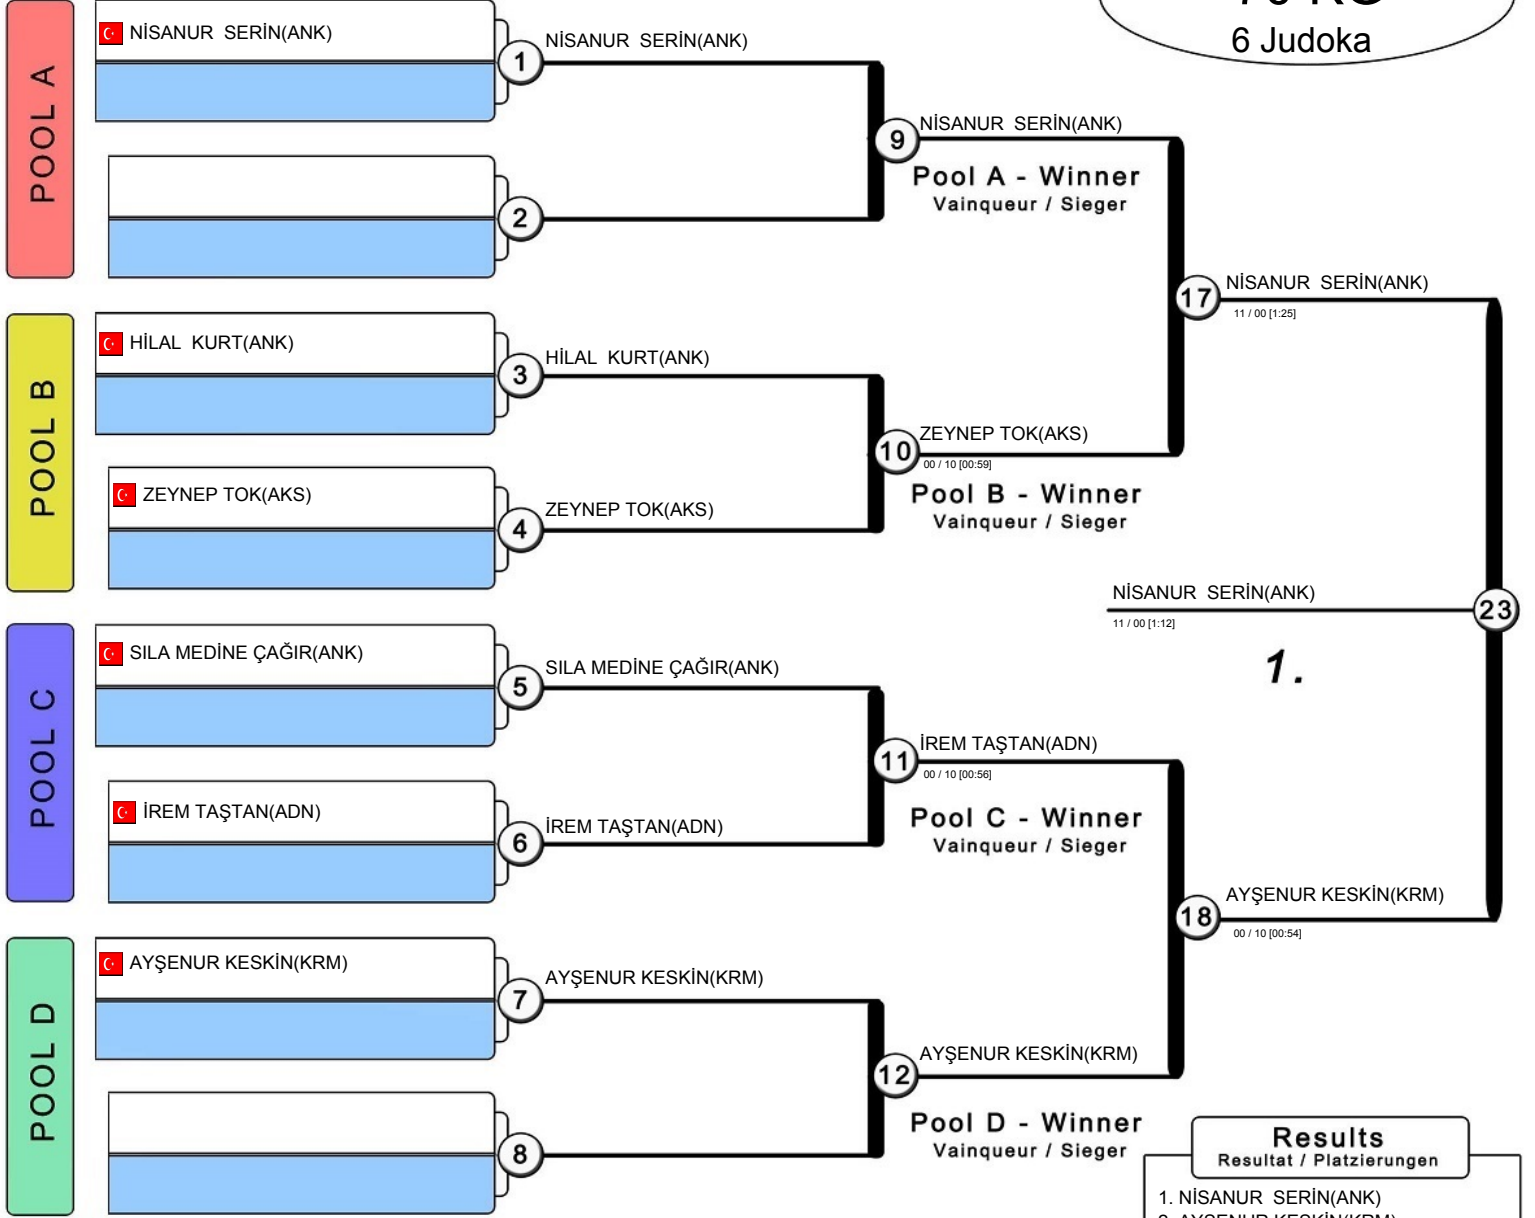 KG
6 Judoka
POOL A
NİSANUR SERİN(ANK)
1
NİSANUR SERİN(ANK)
2
9
NİSANUR SERİN(ANK)
Pool A - Winner
Vainqueur / Sieger
POOL B
HİLAL KURT(ANK)
3
HİLAL KURT(ANK)
ZEYNEP TOK(AKS)
4
ZEYNEP TOK(AKS)
10
ZEYNEP TOK(AKS)
00 / 10 [00:59]
Pool B - Winner
Vainqueur / Sieger
17
NİSANUR SERİN(ANK)
11 / 00 [1:25]
POOL C
SILA MEDİNE ÇAĞIR(ANK)
5
SILA MEDİNE ÇAĞIR(ANK)
İREM TAŞTAN(ADN)
6
İREM TAŞTAN(ADN)
11
İREM TAŞTAN(ADN)
00 / 10 [00:56]
Pool C - Winner
Vainqueur / Sieger
POOL D
AYŞENUR KESKİN(KRM)
7
AYŞENUR KESKİN(KRM)
8
12
AYŞENUR KESKİN(KRM)
Pool D - Winner
Vainqueur / Sieger
18
AYŞENUR KESKİN(KRM)
00 / 10 [00:54]
NİSANUR SERİN(ANK)
23
11 / 00 [1:12]
1.
Results
Resultat / Platzierungen
1. NİSANUR SERİN(ANK)
2. AYŞENUR KESKİN(KRM)